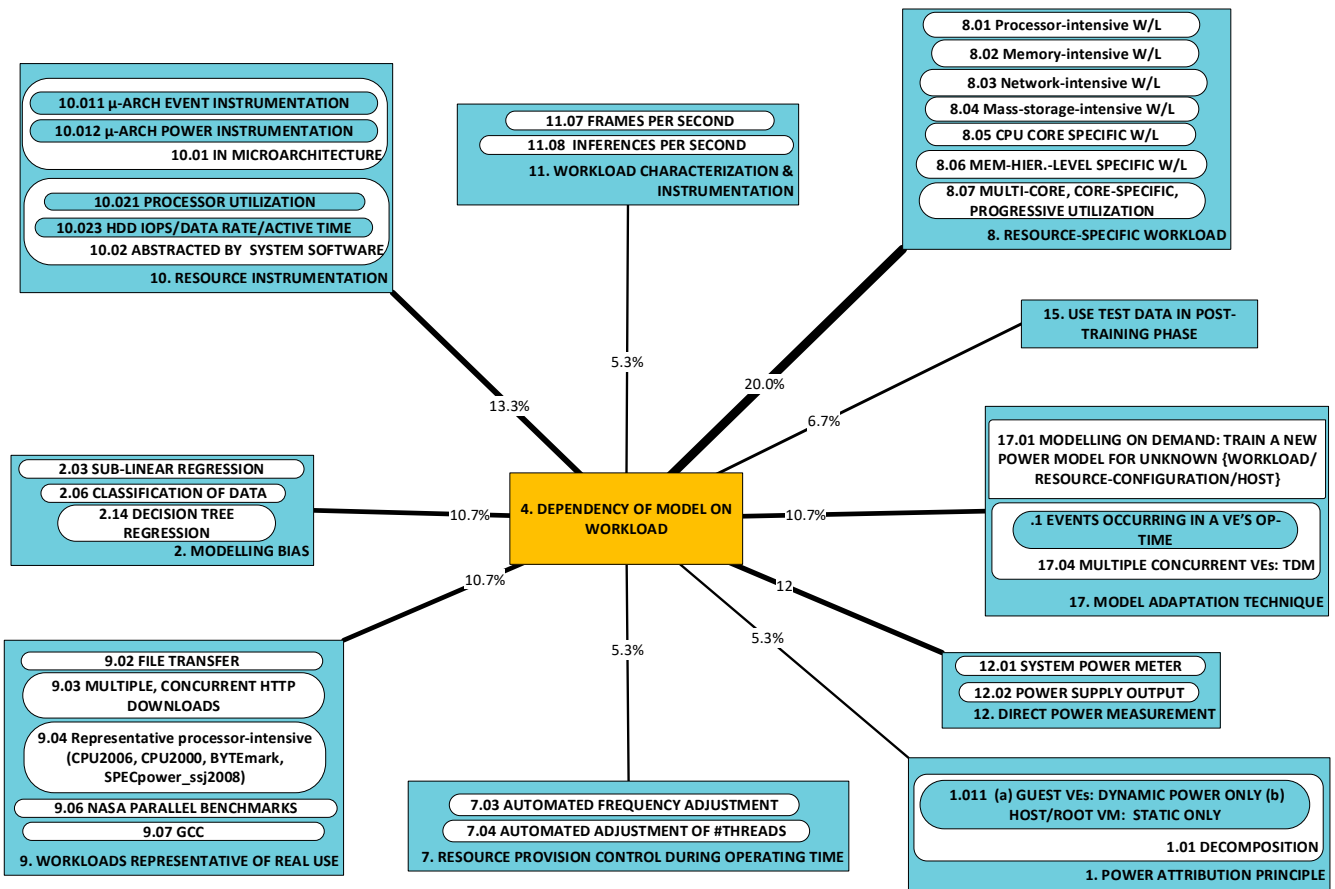 10.011 µ-ARCH EVENT INSTRUMENTATION
10.012 µ-ARCH POWER INSTRUMENTATION
10.01 IN MICROARCHITECTURE
10.021 PROCESSOR UTILIZATION
10.023 HDD IOPS/DATA RATE/ACTIVE TIME
10.02 ABSTRACTED BY SYSTEM SOFTWARE
10. RESOURCE INSTRUMENTATION
11.07 FRAMES PER SECOND
11.08 INFERENCES PER SECOND
11. WORKLOAD CHARACTERIZATION &
INSTRUMENTATION
8.01 Processor-intensive W/L
8.02 Memory-intensive W/L
8.03 Network-intensive W/L
8.04 Mass-storage-intensive W/L
8.05 CPU CORE SPECIFIC W/L
8.06 MEM-HIER.-LEVEL SPECIFIC W/L
8.07 MULTI-CORE, CORE-SPECIFIC,
PROGRESSIVE UTILIZATION
8. RESOURCE-SPECIFIC WORKLOAD
15. USE TEST DATA IN POST-
TRAINING PHASE
13.3%
5.3%
20.0%
6.7%
2.03 SUB-LINEAR REGRESSION
2.06 CLASSIFICATION OF DATA
2.14 DECISION TREE
REGRESSION
2. MODELLING BIAS
10.7%
4. DEPENDENCY OF MODEL ON
WORKLOAD
10.7%
17.01 MODELLING ON DEMAND: TRAIN A NEW
POWER MODEL FOR UNKNOWN {WORKLOAD/
RESOURCE-CONFIGURATION/HOST}
.1 EVENTS OCCURRING IN A VE'S OP-
TIME
17.04 MULTIPLE CONCURRENT VEs: TDM
17. MODEL ADAPTATION TECHNIQUE
10.7%
5.3%
5.3%
12
9.02 FILE TRANSFER
9.03 MULTIPLE, CONCURRENT HTTP
DOWNLOADS
9.04 Representative processor-intensive
(CPU2006, CPU2000, BYTEmark,
SPECpower_ssj2008)
9.06 NASA PARALLEL BENCHMARKS
9.07 GCC
9. WORKLOADS REPRESENTATIVE OF REAL USE
7.03 AUTOMATED FREQUENCY ADJUSTMENT
7.04 AUTOMATED ADJUSTMENT OF #THREADS
7. RESOURCE PROVISION CONTROL DURING OPERATING TIME
12.01 SYSTEM POWER METER
12.02 POWER SUPPLY OUTPUT
12. DIRECT POWER MEASUREMENT
1.011 (a) GUEST VEs: DYNAMIC POWER ONLY (b)
HOST/ROOT VM: STATIC ONLY
1.01 DECOMPOSITION
1. POWER ATTRIBUTION PRINCIPLE